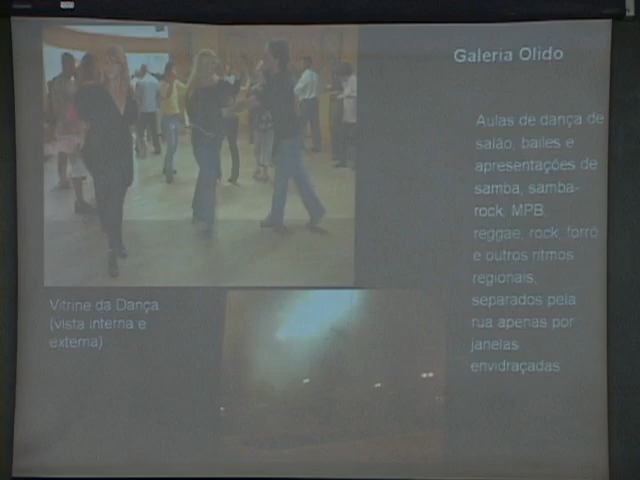 Galeria Olido
Aulas de dança de
salão, bailes e
apresentações de
samba, samba-
rock, MPB,
reggae, rock, forró
e outros ritmos
regionais,
separados pela
rua apenas por
janelas
envidraçadas
Vitrine da Dança
(vista interna e
externa)